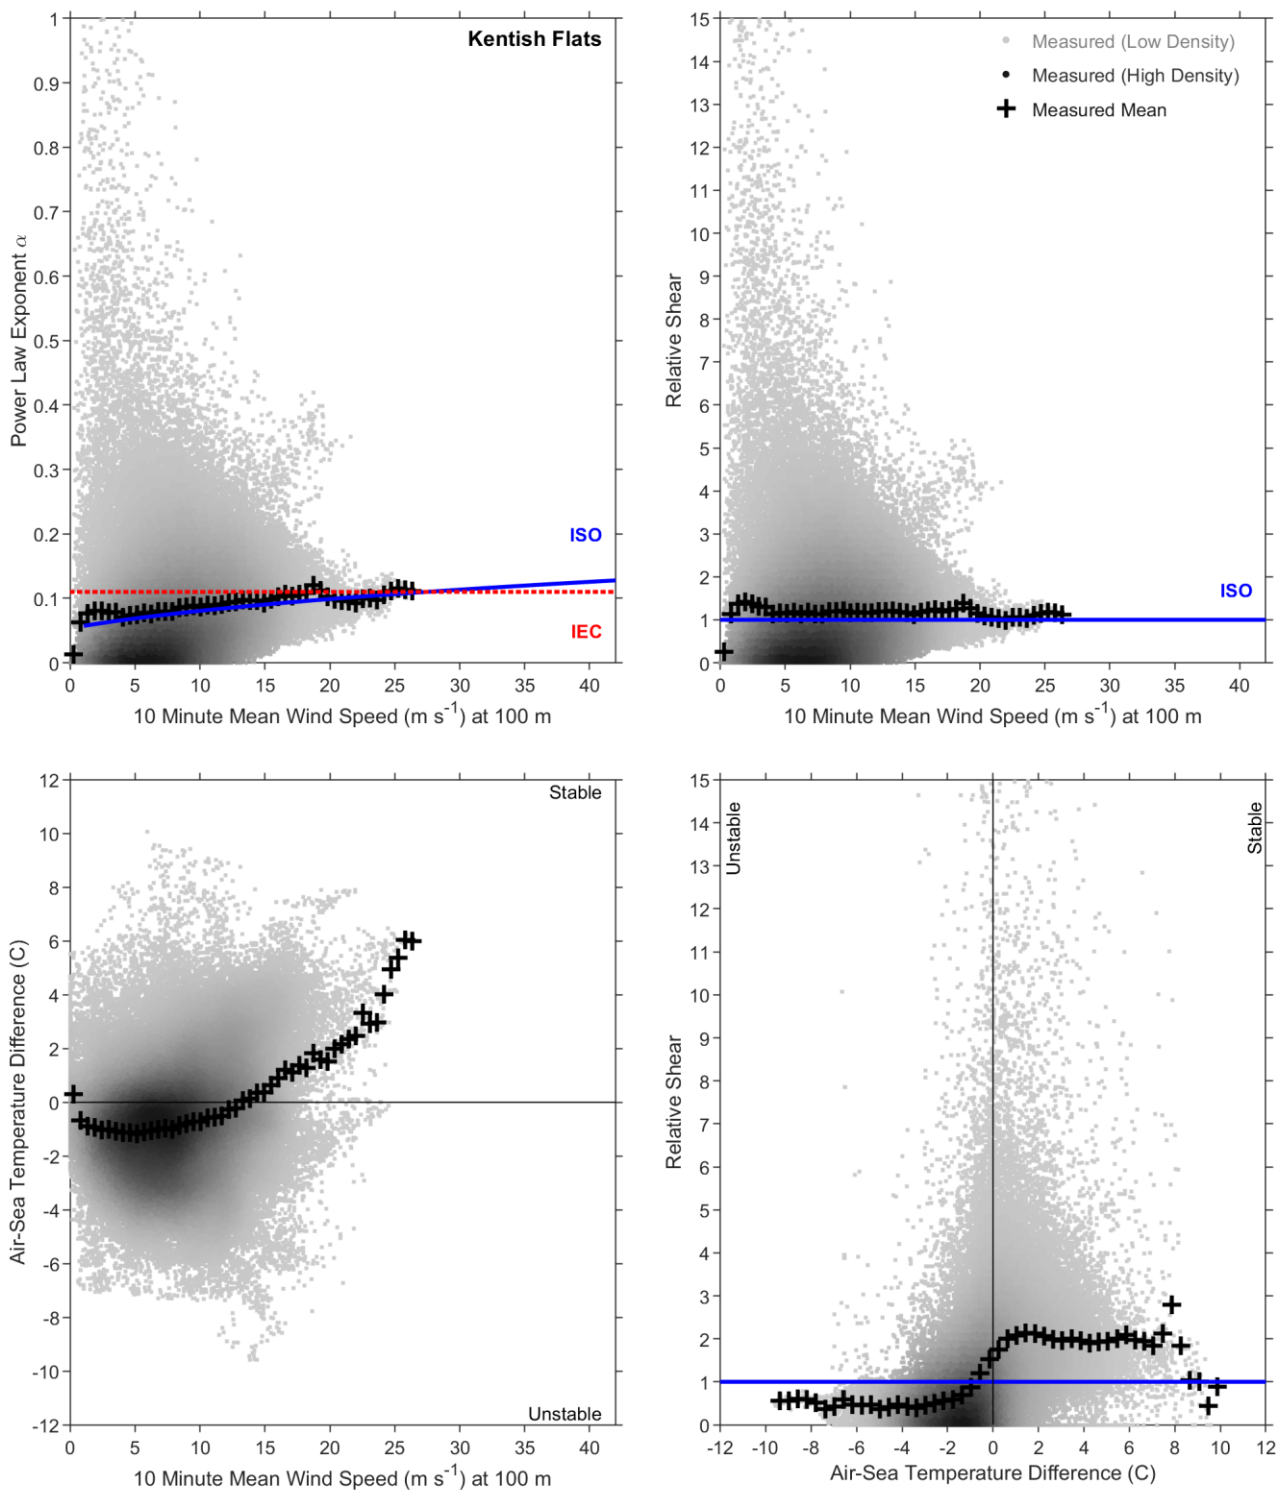 Kentish Flats
1
0.9
0.8
0.7
0.6
0.5
0.4
0.3
0.2
0.1
0
Power Law Exponent α
ISO
IEC
0 5 10 15 20 25 30 35 40
10 Minute Mean Wind Speed (m s⁻¹) at 100 m
Measured (Low Density)
Measured (High Density)
Measured Mean
15
14
13
12
11
10
9
8
7
6
5
4
3
2
1
0
Relative Shear
ISO
0 5 10 15 20 25 30 35 40
10 Minute Mean Wind Speed (m s⁻¹) at 100 m
Stable
12
10
8
6
4
2
0
-2
-4
-6
-8
-10
-12
Air-Sea Temperature Difference (C)
Unstable
0 5 10 15 20 25 30 35 40
10 Minute Mean Wind Speed (m s⁻¹) at 100 m
Unstable
Stable
15
14
13
12
11
10
9
8
7
6
5
4
3
2
1
0
Relative Shear
-12 -10 -8 -6 -4 -2 0 2 4 6 8 10 12
Air-Sea Temperature Difference (C)